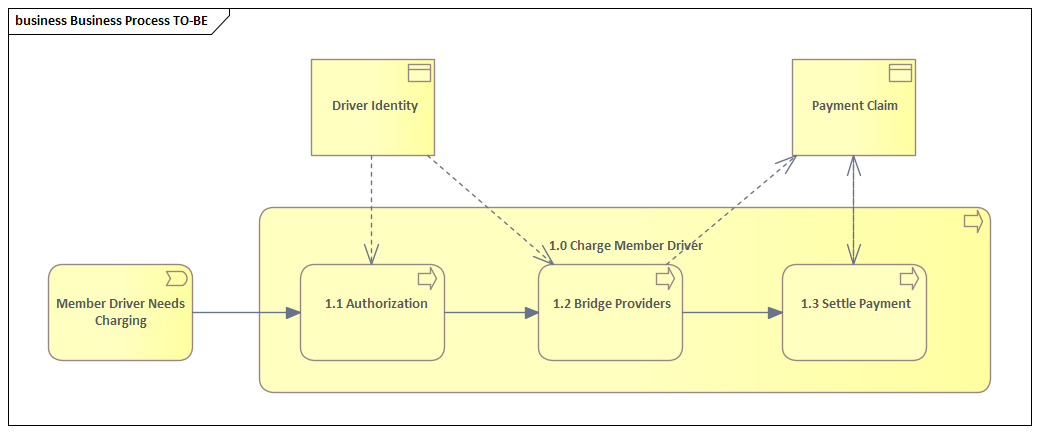 business Business Process TO-BE
Driver Identity
Payment Claim
1.0 Charge Member Driver
Member Driver Needs
Charging
1.1 Authorization
1.2 Bridge Providers
1.3 Settle Payment